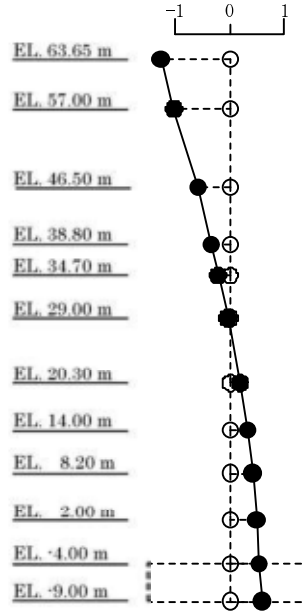 -1 0 1
EL. 63.65 m
EL. 57.00 m
EL. 46.50 m
EL. 38.80 m
EL. 34.70 m
EL. 29.00 m
EL. 20.30 m
EL. 14.00 m
EL. 8.20 m
EL. 2.00 m
EL. -4.00 m
EL. -9.00 m